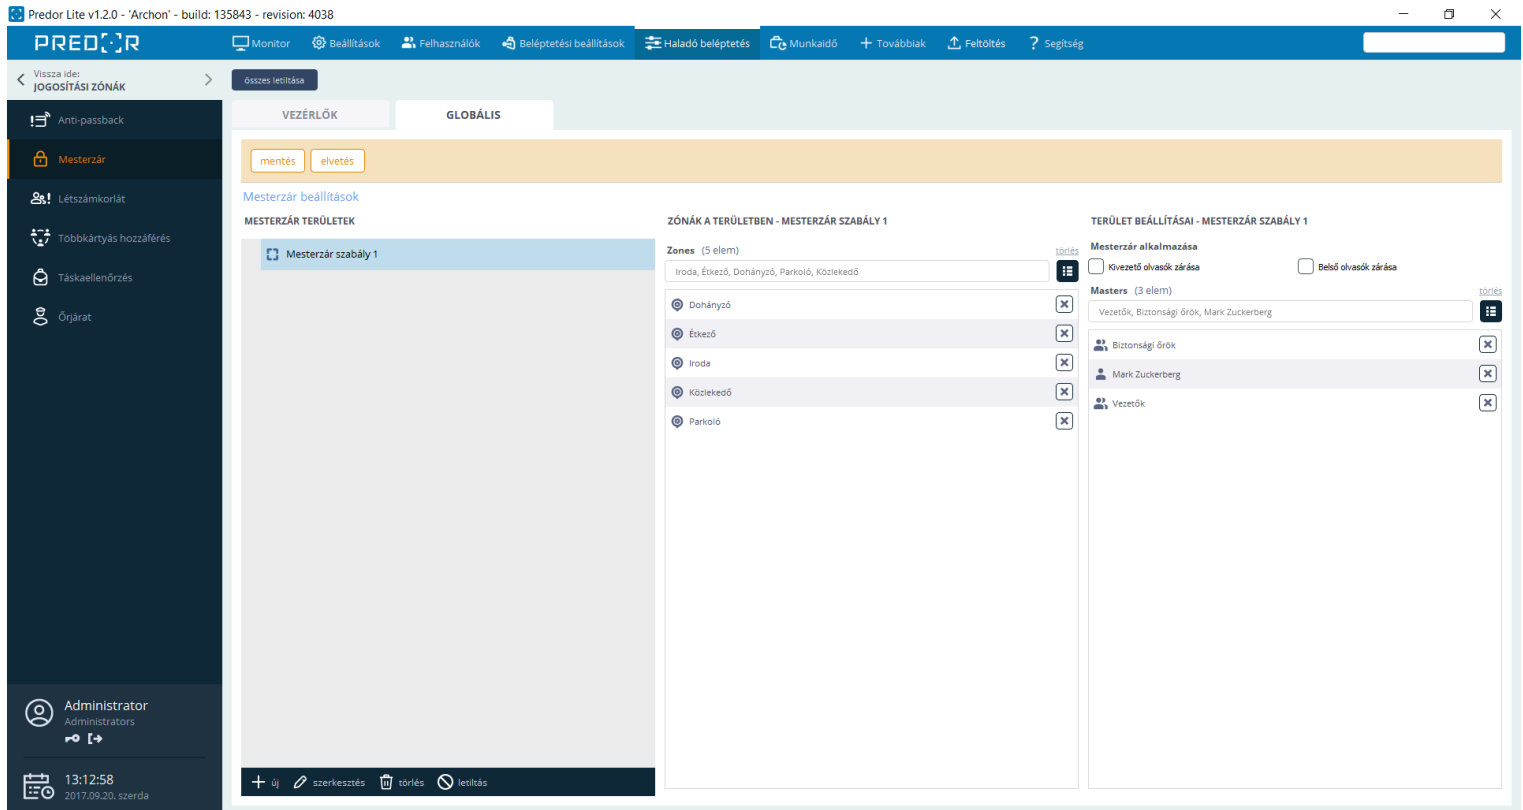 Predor Lite v1.2.0 - 'Archon' - build: 135843 - revision: 4038
PREDOR
Monitor
Beállítások
Felhasználók
Beléptetési beállítások
Haladó beléptetés
Munkaidő
Továbbiak
Feltöltés
Segítség
Vissza ide:
JOGOSÍTÁSI ZÓNÁK
Anti-passback
Mesterzár
Létszámkorlát
Többkártyás hozzáférés
Táskaellenőrzés
Őrjárat
Administrator
Administrators
13:12:58
2017.09.20. szerda
összes letiltása
VEZÉRLŐK
GLOBÁLIS
mentés
elvetés
Mesterzár beállítások
MESTERZÁR TERÜLETEK
Mesterzár szabály 1
új
szerkesztés
törlés
letiltás
ZÓNÁK A TERÜLETBEN - MESTERZÁR SZABÁLY 1
Zones (5 elem)
törlés
Iroda, Étkező, Dohányzó, Parkoló, Közlekedő
Dohányzó
Étkező
Iroda
Közlekedő
Parkoló
TERÜLET BEÁLLÍTÁSAI - MESTERZÁR SZABÁLY 1
Mesterzár alkalmazása
Kivezető olvasók zárása
Belső olvasók zárása
Masters (3 elem)
törlés
Vezetők, Biztonsági őrök, Mark Zuckerberg
Biztonsági őrök
Mark Zuckerberg
Vezetők